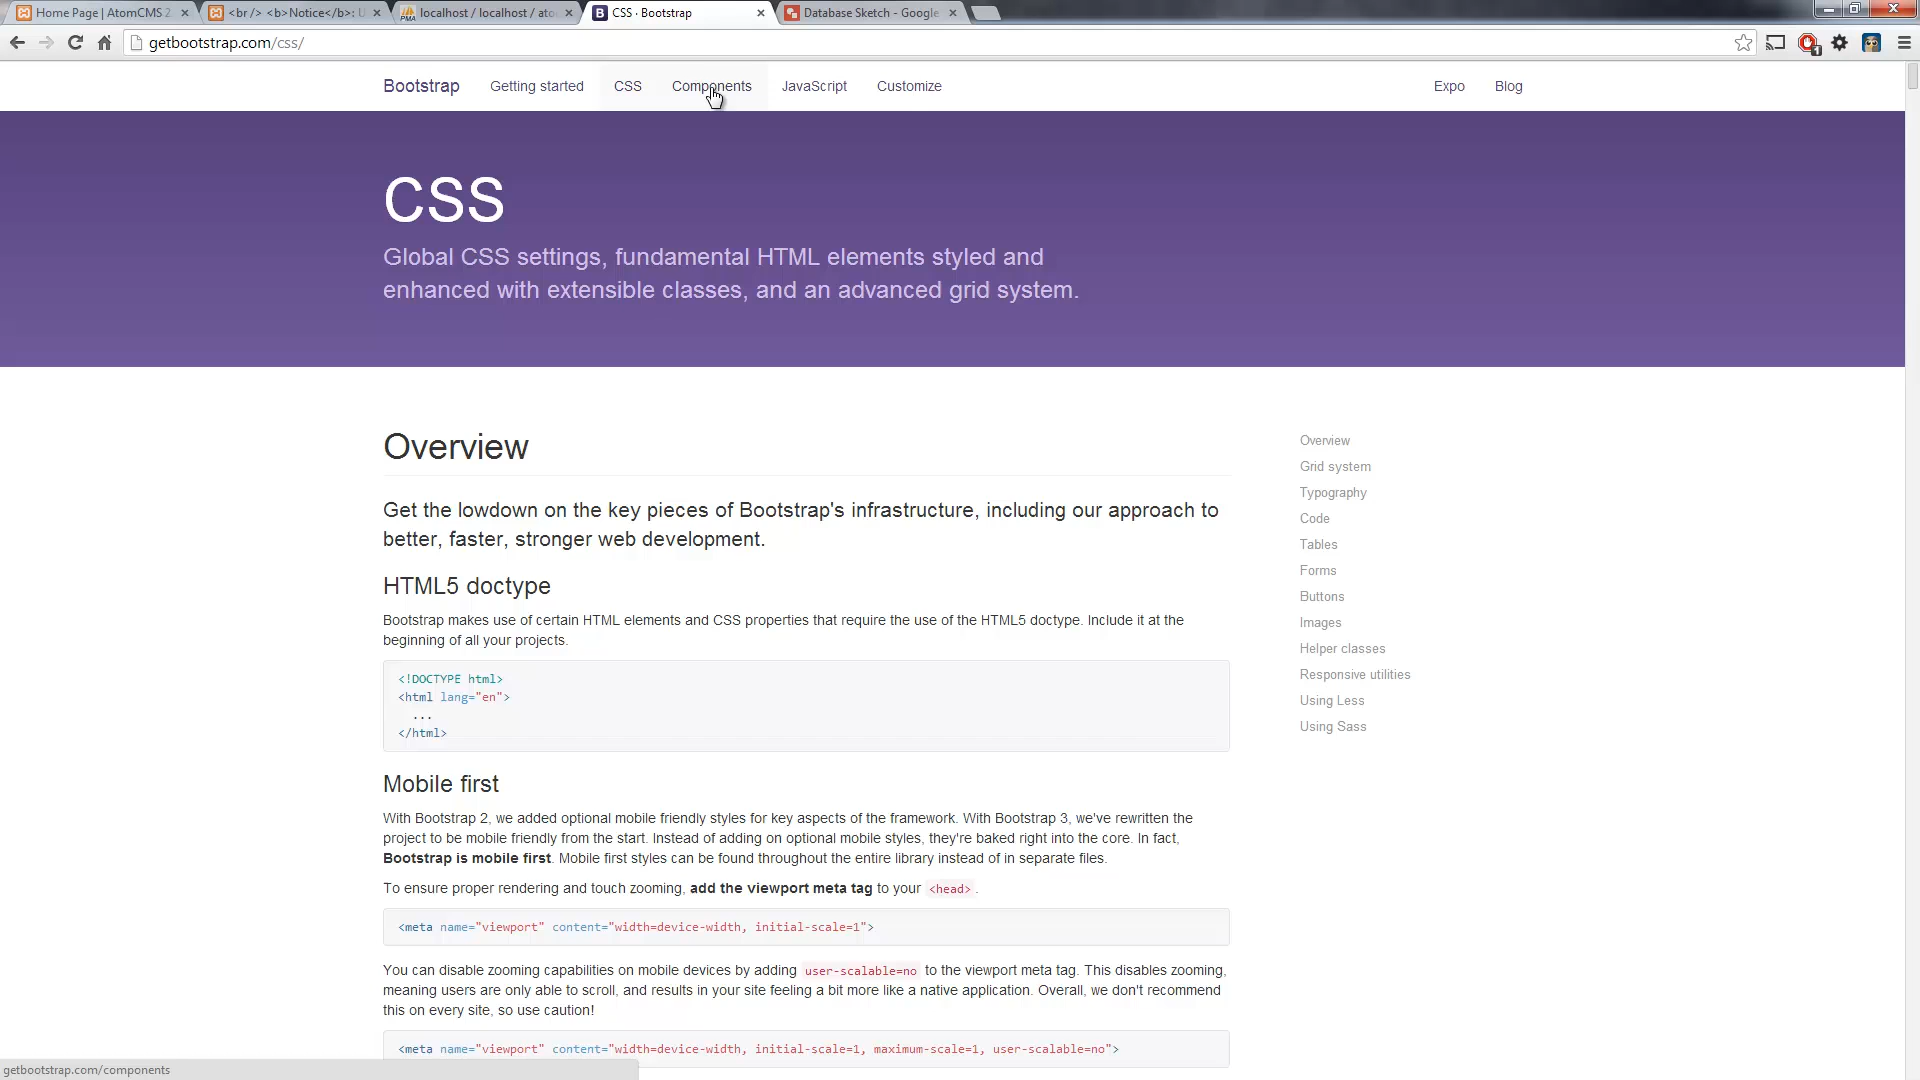 Home Page | AtomCMS 2.
<br /> <b>Notice</b>: U
localhost / localhost / ato
CSS · Bootstrap
Database Sketch - Google
getbootstrap.com/css/
Bootstrap
Getting started
CSS
Components
JavaScript
Customize
Expo
Blog
CSS
Global CSS settings, fundamental HTML elements styled and
enhanced with extensible classes, and an advanced grid system.
Overview
Get the lowdown on the key pieces of Bootstrap's infrastructure, including our approach to
better, faster, stronger web development.
HTML5 doctype
Bootstrap makes use of certain HTML elements and CSS properties that require the use of the HTML5 doctype. Include it at the
beginning of all your projects.
<!DOCTYPE html>
<html lang="en">
...
</html>
Mobile first
With Bootstrap 2, we added optional mobile friendly styles for key aspects of the framework. With Bootstrap 3, we've rewritten the
project to be mobile friendly from the start. Instead of adding on optional mobile styles, they're baked right into the core. In fact,
Bootstrap is mobile first. Mobile first styles can be found throughout the entire library instead of in separate files.
To ensure proper rendering and touch zooming, add the viewport meta tag to your <head>.
<meta name="viewport" content="width=device-width, initial-scale=1">
You can disable zooming capabilities on mobile devices by adding user-scalable=no to the viewport meta tag. This disables zooming,
meaning users are only able to scroll, and results in your site feeling a bit more like a native application. Overall, we don't recommend
this on every site, so use caution!
<meta name="viewport" content="width=device-width, initial-scale=1, maximum-scale=1, user-scalable=no">
Overview
Grid system
Typography
Code
Tables
Forms
Buttons
Images
Helper classes
Responsive utilities
Using Less
Using Sass
getbootstrap.com/components